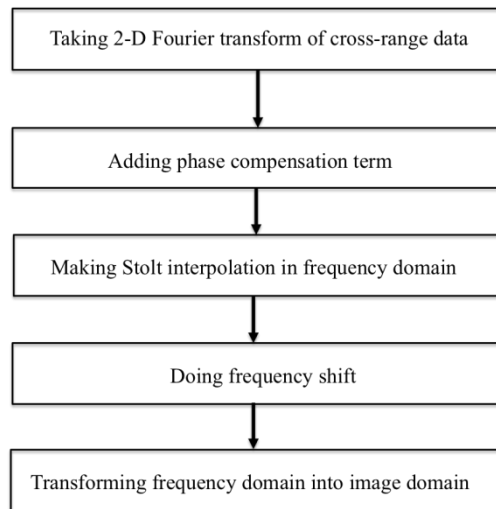 Taking 2-D Fourier transform of cross-range data
Adding phase compensation term
Making Stolt interpolation in frequency domain
Doing frequency shift
Transforming frequency domain into image domain